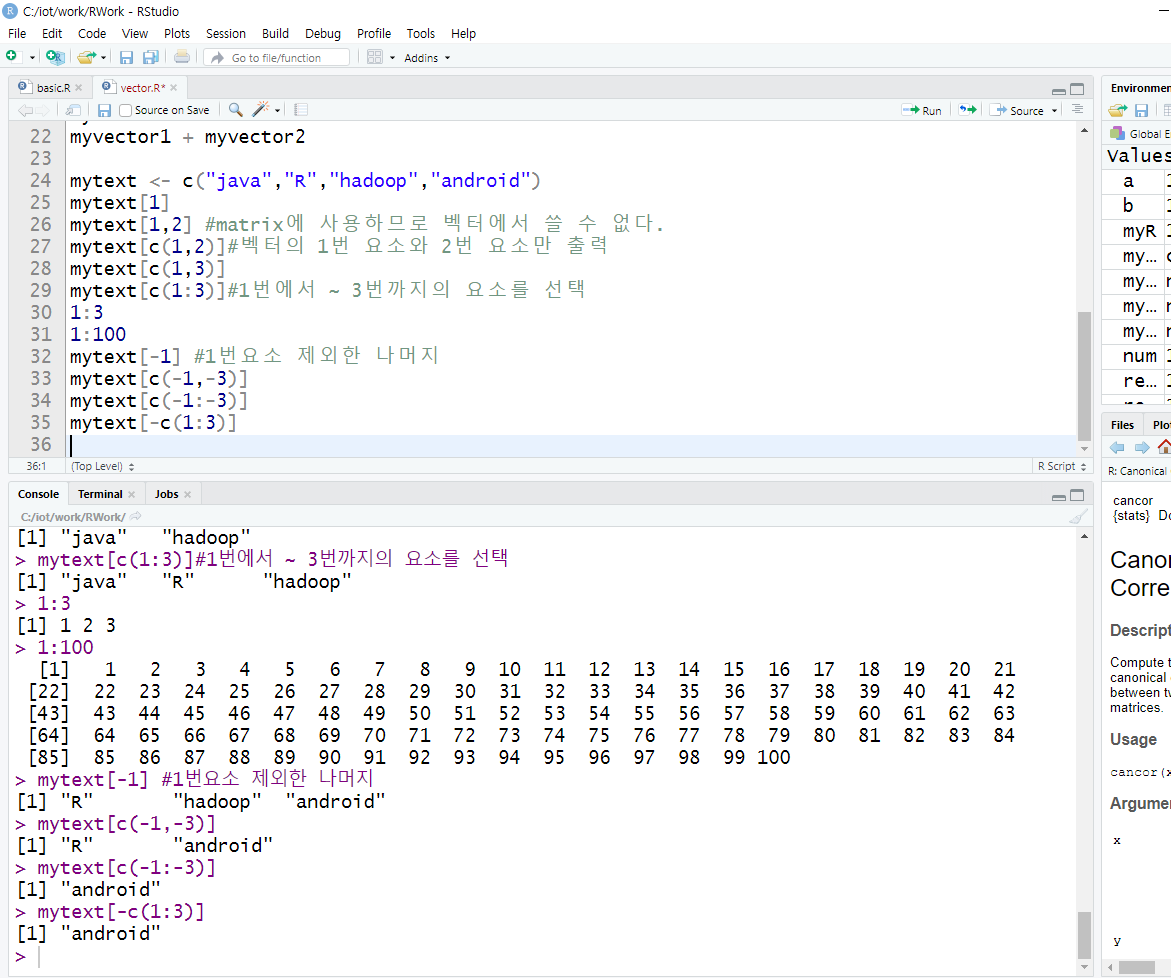 C:/iot/work/RWork - RStudio
File Edit Code View Plots Session Build Debug Profile Tools Help
Go to file/function Addins
basic.R vector.R*
Source on Save Run Source
22 myvector1 + myvector2
23
24 mytext <- c("java","R","hadoop","android")
25 mytext[1]
26 mytext[1,2] #matrix에 사용하므로 벡터에서 쓸 수 없다.
27 mytext[c(1,2)]#벡터의 1번 요소와 2번 요소만 출력
28 mytext[c(1,3)]
29 mytext[c(1:3)]#1번에서 ~ 3번까지의 요소를 선택
30 1:3
31 1:100
32 mytext[-1] #1번요소 제외한 나머지
33 mytext[c(-1,-3)]
34 mytext[c(-1:-3)]
35 mytext[-c(1:3)]
36
36:1 (Top Level) R Script
Console Terminal Jobs
C:/iot/work/RWork/
[1] "java" "hadoop"
> mytext[c(1:3)]#1번에서 ~ 3번까지의 요소를 선택
[1] "java" "R" "hadoop"
> 1:3
[1] 1 2 3
> 1:100
[1] 1 2 3 4 5 6 7 8 9 10 11 12 13 14 15 16 17 18 19 20 21
[22] 22 23 24 25 26 27 28 29 30 31 32 33 34 35 36 37 38 39 40 41 42
[43] 43 44 45 46 47 48 49 50 51 52 53 54 55 56 57 58 59 60 61 62 63
[64] 64 65 66 67 68 69 70 71 72 73 74 75 76 77 78 79 80 81 82 83 84
[85] 85 86 87 88 89 90 91 92 93 94 95 96 97 98 99 100
> mytext[-1] #1번요소 제외한 나머지
[1] "R" "hadoop" "android"
> mytext[c(-1,-3)]
[1] "R" "android"
> mytext[c(-1:-3)]
[1] "android"
> mytext[-c(1:3)]
[1] "android"
>
Environmen
Global E
Values
a
b
myR
my...
my...
my...
my...
num
re...
Files Plo
R: Canonical
cancor
{stats} Do
Canon
Corre
Descript
Compute t
canonical
between tw
matrices.
Usage
cancor(x
Argumen
x
y